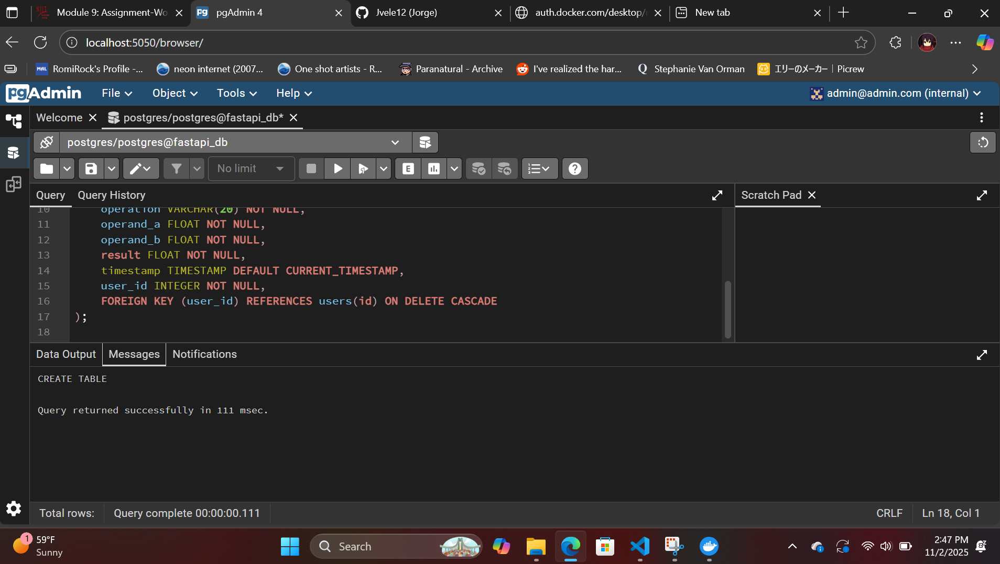 Module 9: Assignment-Wo
pgAdmin 4
Jvele12 (Jorge)
auth.docker.com/desktop/
New tab
localhost:5050/browser/
MAL RomiRock's Profile -...
neon internet (2007...
One shot artists - R...
Paranatural - Archive
I've realized the har...
Stephanie Van Orman
エリーのメーカー｜Picrew
pgAdmin
File
Object
Tools
Help
admin@admin.com (internal)
Welcome
postgres/postgres@fastapi_db*
postgres/postgres@fastapi_db
No limit
E
Query
Query History
Scratch Pad
10 operation VARCHAR(20) NOT NULL,
11 operand_a FLOAT NOT NULL,
12 operand_b FLOAT NOT NULL,
13 result FLOAT NOT NULL,
14 timestamp TIMESTAMP DEFAULT CURRENT_TIMESTAMP,
15 user_id INTEGER NOT NULL,
16 FOREIGN KEY (user_id) REFERENCES users(id) ON DELETE CASCADE
17 );
18
Data Output
Messages
Notifications
CREATE TABLE
Query returned successfully in 111 msec.
Total rows:
Query complete 00:00:00.111
CRLF
Ln 18, Col 1
1
59°F
Sunny
Search
2:47 PM
11/2/2025